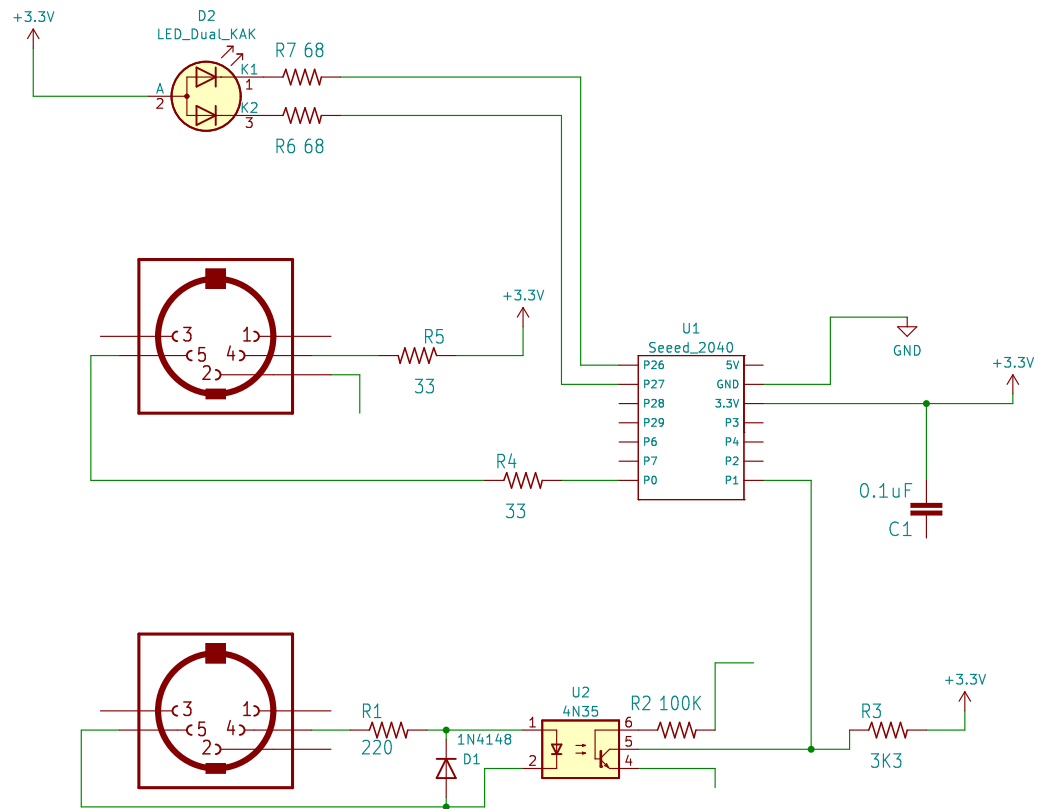 +3.3V
D2
LED_Dual_KAK
R7 68
A
K1
2
1
K2
3
R6 68
+3.3V
R5
3
1
5
4
2
33
U1
Seeed_2040
GND
+3.3V
P26
5V
P27
GND
P28
3.3V
P29
P3
P6
P4
P7
P2
P0
P1
R4
33
0.1uF
C1
+3.3V
U2
4N35
R2 100K
R3
R1
3
1
5
4
2
220
1N4148
D1
1
2
6
5
4
3K3